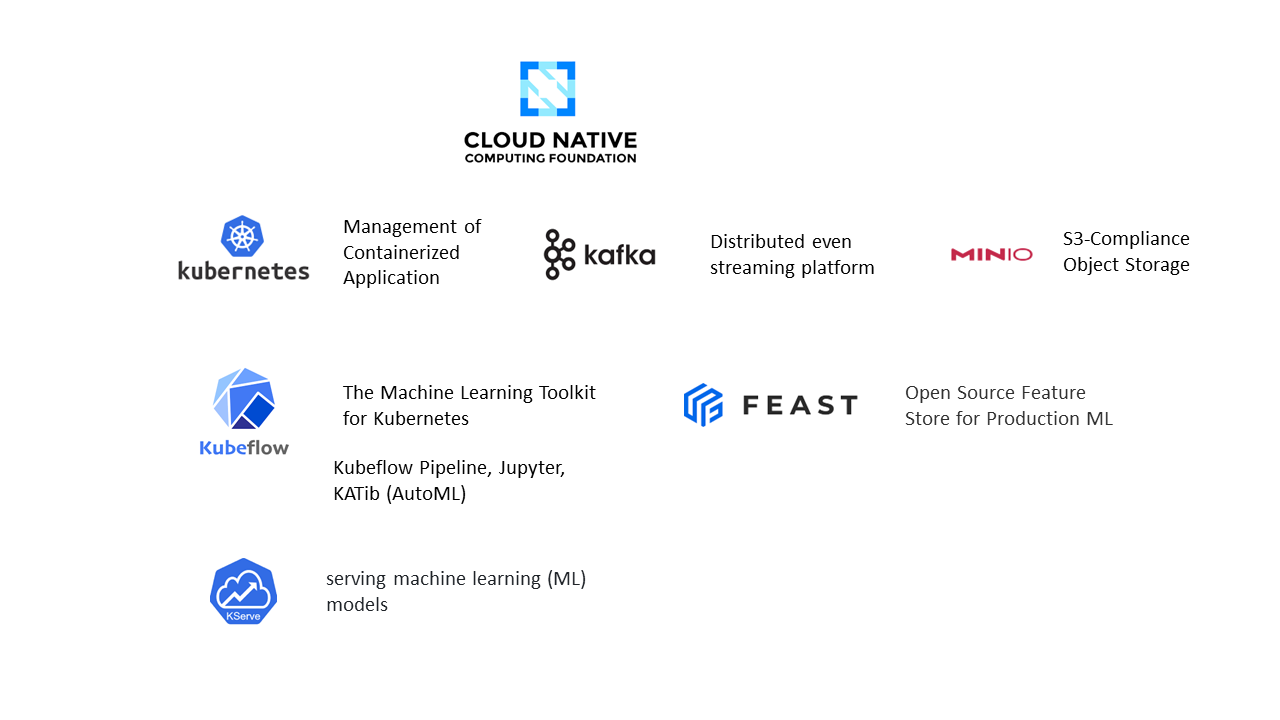 CLOUD NATIVE
COMPUTING FOUNDATION
kubernetes
Management of
Containerized
Application
kafka
Distributed even
streaming platform
MINIO
S3-Compliance
Object Storage
Kubeflow
The Machine Learning Toolkit
for Kubernetes
Kubeflow Pipeline, Jupyter,
KATib (AutoML)
FEAST
Open Source Feature
Store for Production ML
KServe
serving machine learning (ML)
models